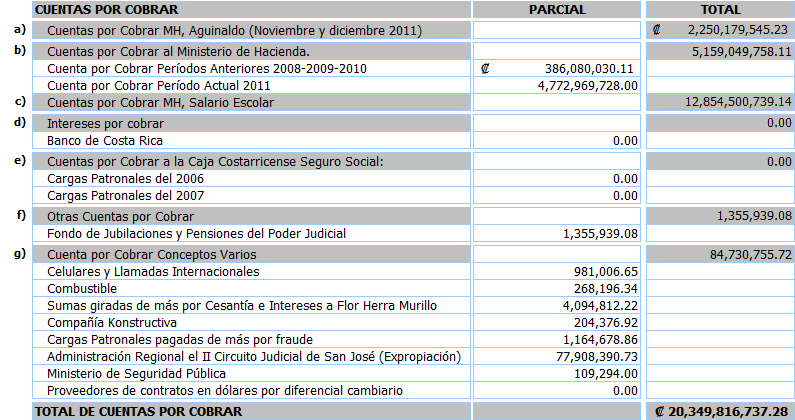 CUENTAS POR COBRAR PARCIAL TOTAL
a) Cuentas por Cobrar MH, Aguinaldo (Noviembre y diciembre 2011) ₡ 2,250,179,545.23
b) Cuentas por Cobrar al Ministerio de Hacienda. 5,159,049,758.11
Cuenta por Cobrar Períodos Anteriores 2008-2009-2010 ₡ 386,080,030.11
Cuenta por Cobrar Período Actual 2011 4,772,969,728.00
c) Cuentas por Cobrar MH, Salario Escolar 12,854,500,739.14
d) Intereses por cobrar 0.00
Banco de Costa Rica 0.00
e) Cuentas por Cobrar a la Caja Costarricense Seguro Social: 0.00
Cargas Patronales del 2006 0.00
Cargas Patronales del 2007 0.00
f) Otras Cuentas por Cobrar 1,355,939.08
Fondo de Jubilaciones y Pensiones del Poder Judicial 1,355,939.08
g) Cuenta por Cobrar Conceptos Varios 84,730,755.72
Celulares y Llamadas Internacionales 981,006.65
Combustible 268,196.34
Sumas giradas de más por Cesantía e Intereses a Flor Herra Murillo 4,094,812.22
Compañía Konstructiva 204,376.92
Cargas Patronales pagadas de más por fraude 1,164,678.86
Administración Regional el II Circuito Judicial de San José (Expropiación) 77,908,390.73
Ministerio de Seguridad Pública 109,294.00
Proveedores de contratos en dólares por diferencial cambiario 0.00
TOTAL DE CUENTAS POR COBRAR ₡ 20,349,816,737.28